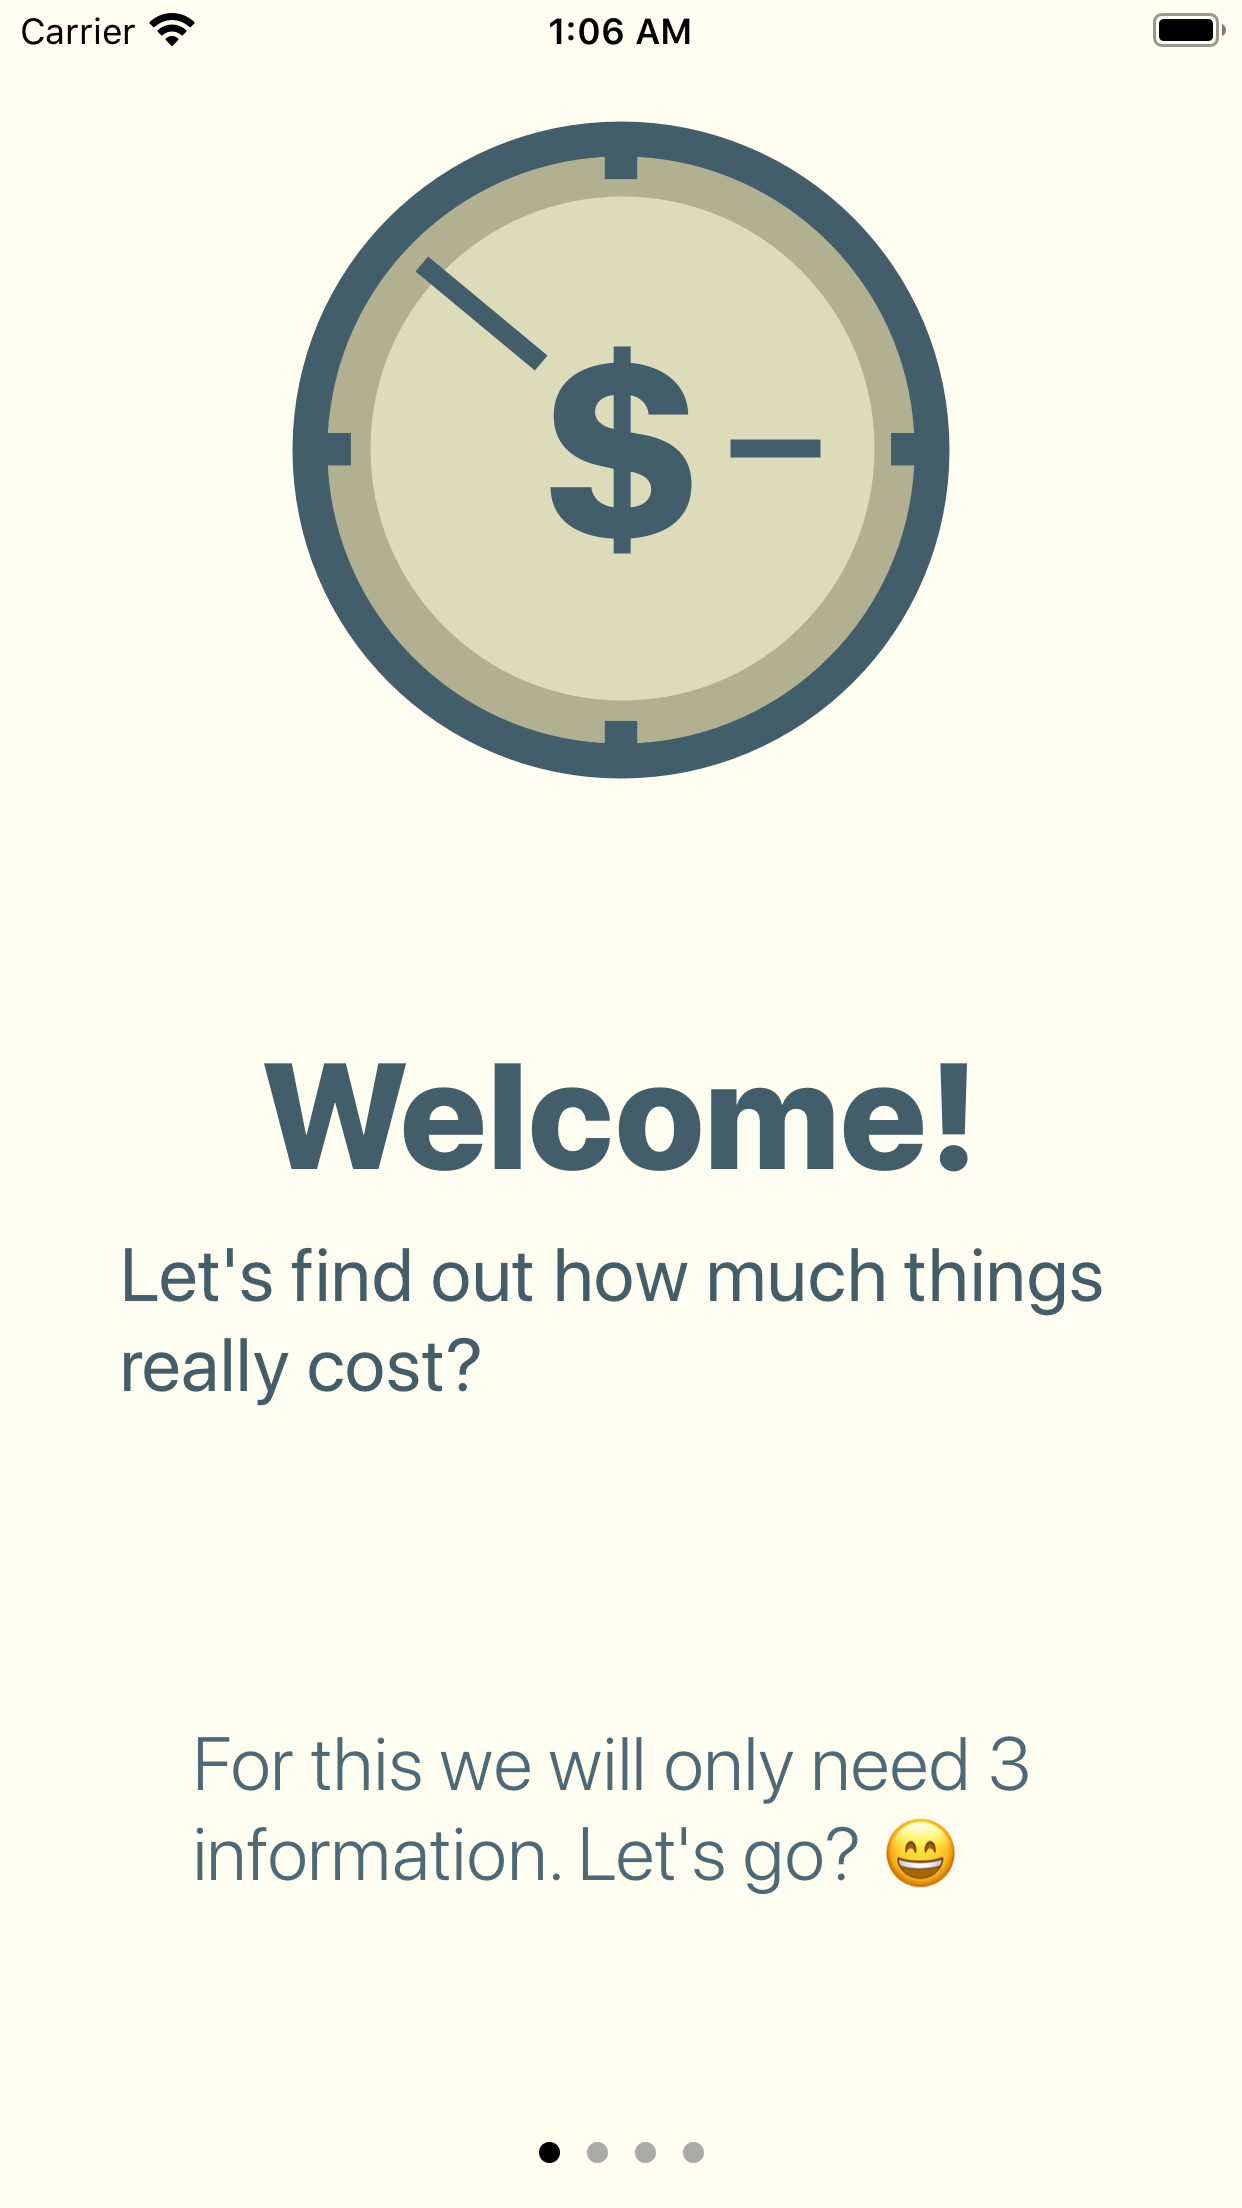 Carrier 1:06 AM
$
Welcome!
Let's find out how much things
really cost?
For this we will only need 3
information. Let's go? 😄